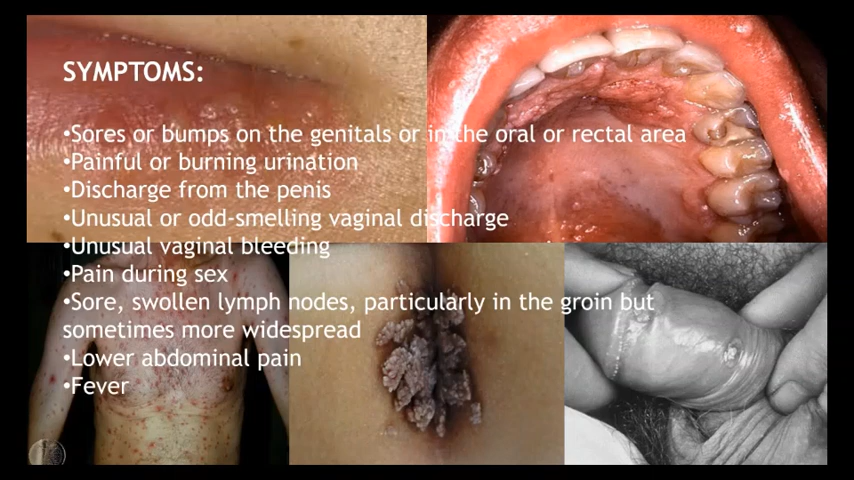 SYMPTOMS:
•Sores or bumps on the genitals or in the oral or rectal area
•Painful or burning urination
•Discharge from the penis
•Unusual or odd-smelling vaginal discharge
•Unusual vaginal bleeding
•Pain during sex
•Sore, swollen lymph nodes, particularly in the groin but
sometimes more widespread
•Lower abdominal pain
•Fever